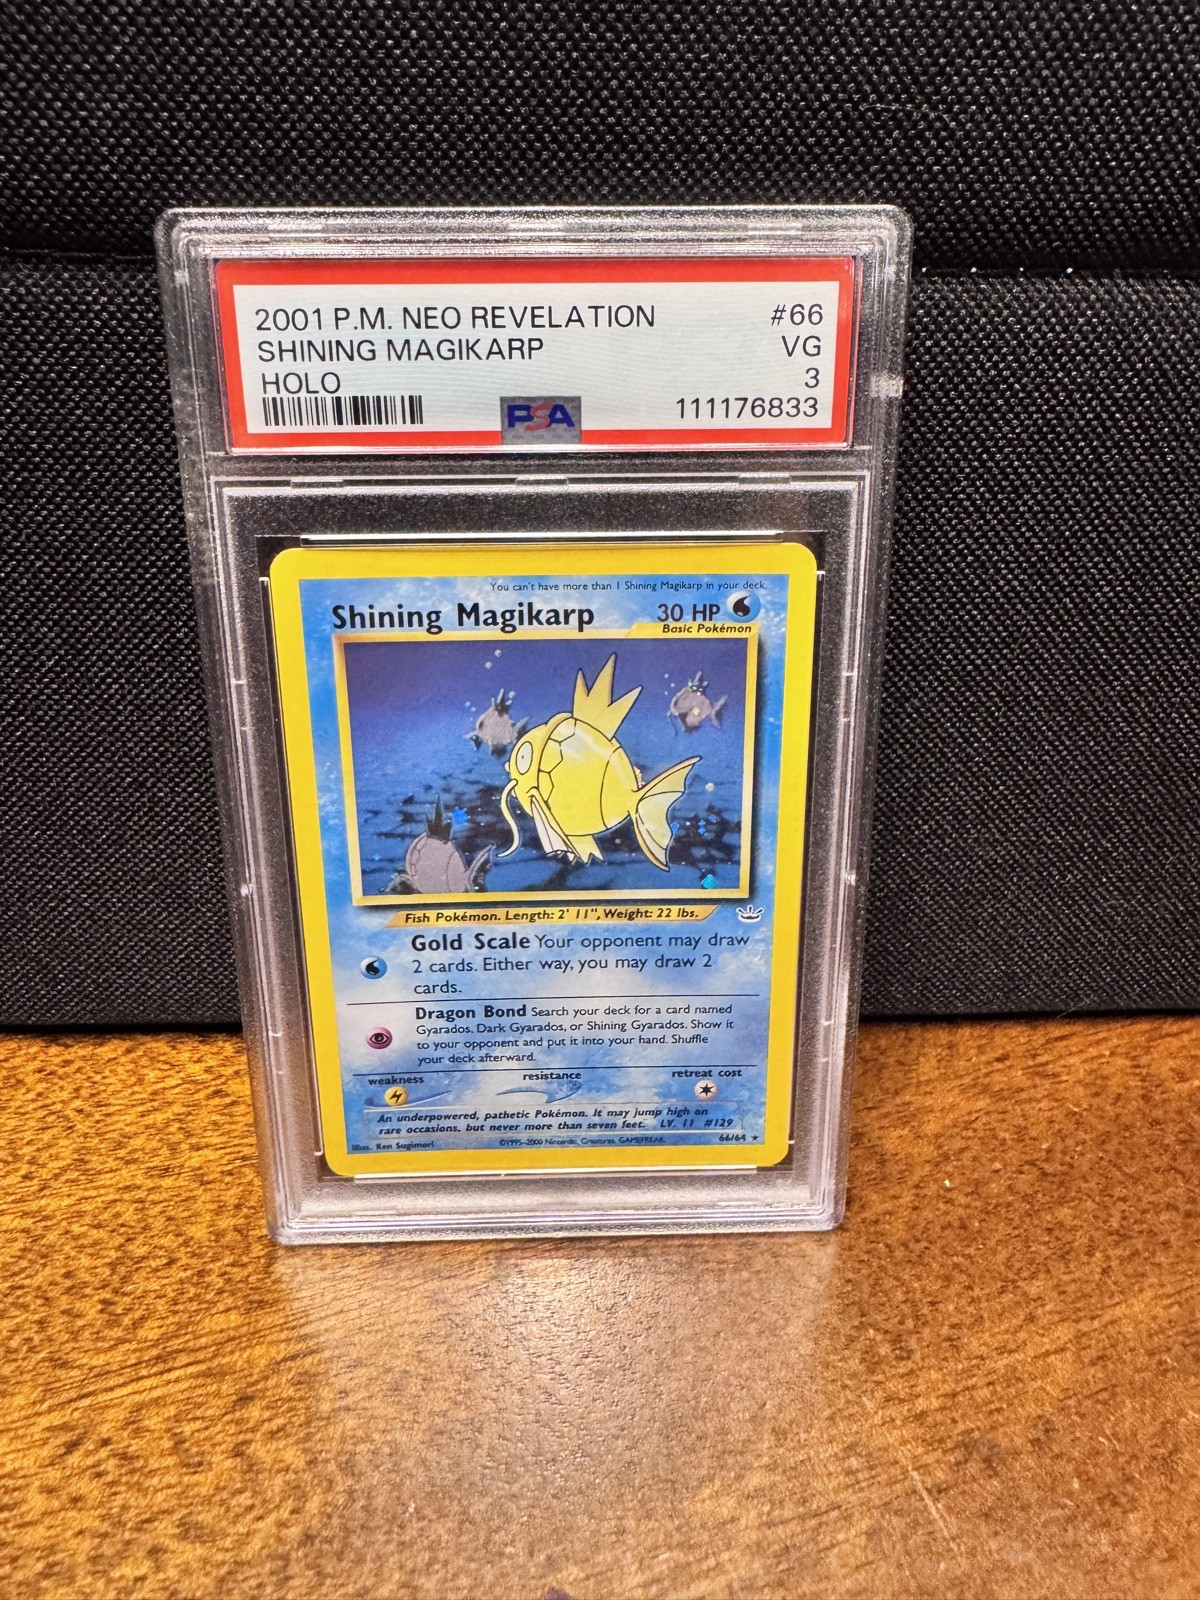 2001 P.M. NEO REVELATION #66
SHINING MAGIKARP VG
HOLO 3
PSA 111176833
You can't have more than 1 Shining Magikarp in your deck.
Shining Magikarp 30 HP
Basic Pokémon
Fish Pokémon. Length: 2' 11", Weight: 22 lbs.
Gold Scale Your opponent may draw
2 cards. Either way, you may draw 2
cards.
Dragon Bond Search your deck for a card named
Gyarados, Dark Gyarados, or Shining Gyarados. Show it
to your opponent and put it into your hand. Shuffle
your deck afterward.
weakness resistance retreat cost
An underpowered, pathetic Pokémon. It may jump high on
rare occasions, but never more than seven feet. LV. 11 #129
Illus. Ken Sugimori ©1995-2000 Nintendo, Creatures, GAMEFREAK. 66/64 ★